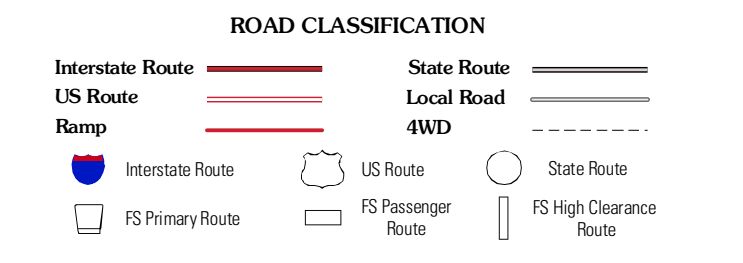 ROAD CLASSIFICATION
Interstate Route
State Route
US Route
Local Road
Ramp
4WD
Interstate Route
US Route
State Route
FS Primary Route
FS Passenger
Route
FS High Clearance
Route